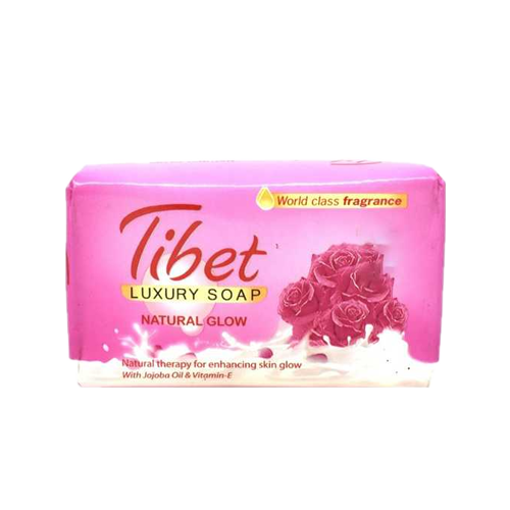 World class fragrance
Tibet
LUXURY SOAP
NATURAL GLOW
Natural therapy for enhancing skin glow
With Jojoba Oil & Vitamin-E